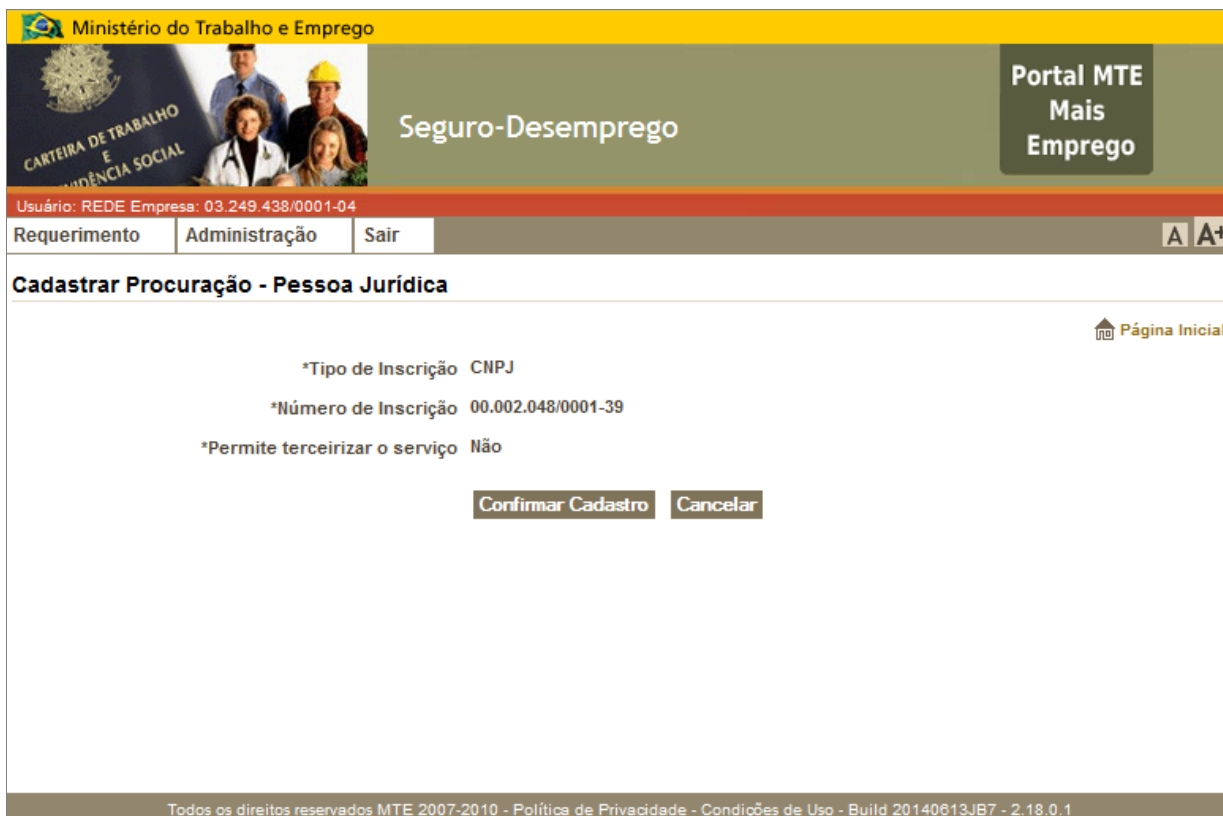 Ministério do Trabalho e Emprego
CARTEIRA DE TRABALHO
E
SOCIAL
Seguro-Desemprego
Portal MTE
Mais
Emprego
Usuário: REDE Empresa: 03.249.438/0001-04
Requerimento Administração Sair A A+
Cadastrar Procuração - Pessoa Jurídica
Página Inicial
*Tipo de Inscrição CNPJ
*Número de Inscrição 00.002.048/0001-39
*Permite terceirizar o serviço Não
Confirmar Cadastro Cancelar
Todos os direitos reservados MTE 2007-2010 - Política de Privacidade - Condições de Uso - Build 20140613JB7 - 2.18.0.1